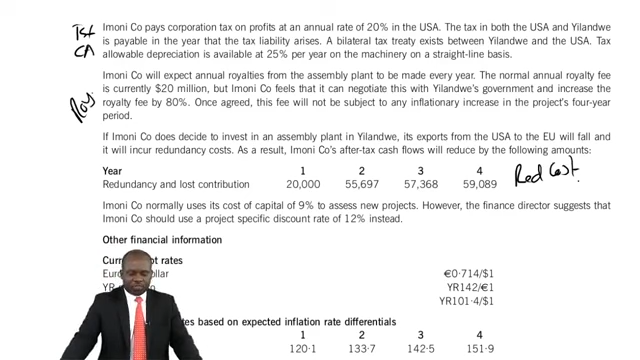 Tax
CA
Imoni Co pays corporation tax on profits at an annual rate of 20% in the USA. The tax in both the USA and Yilandwe
is payable in the year that the tax liability arises. A bilateral tax treaty exists between Yilandwe and the USA. Tax
allowable depreciation is available at 25% per year on the machinery on a straight-line basis.
Roy.
Imoni Co will expect annual royalties from the assembly plant to be made every year. The normal annual royalty fee
is currently $20 million, but Imoni Co feels that it can negotiate this with Yilandwe's government and increase the
royalty fee by 80%. Once agreed, this fee will not be subject to any inflationary increase in the project's four-year
period.
If Imoni Co does decide to invest in an assembly plant in Yilandwe, its exports from the USA to the EU will fall and
it will incur redundancy costs. As a result, Imoni Co's after-tax cash flows will reduce by the following amounts:
Year 1 2 3 4
Redundancy and lost contribution 20,000 55,697 57,368 59,089
Red Cost.
Imoni Co normally uses its cost of capital of 9% to assess new projects. However, the finance director suggests that
Imoni Co should use a project specific discount rate of 12% instead.
Other financial information
Current spot rates
Euro €0·714/$1
YR YR142/€1
YR101·4/$1
based on expected inflation rate differentials
1 2 3 4
120·1 133·7 142·5 151·9